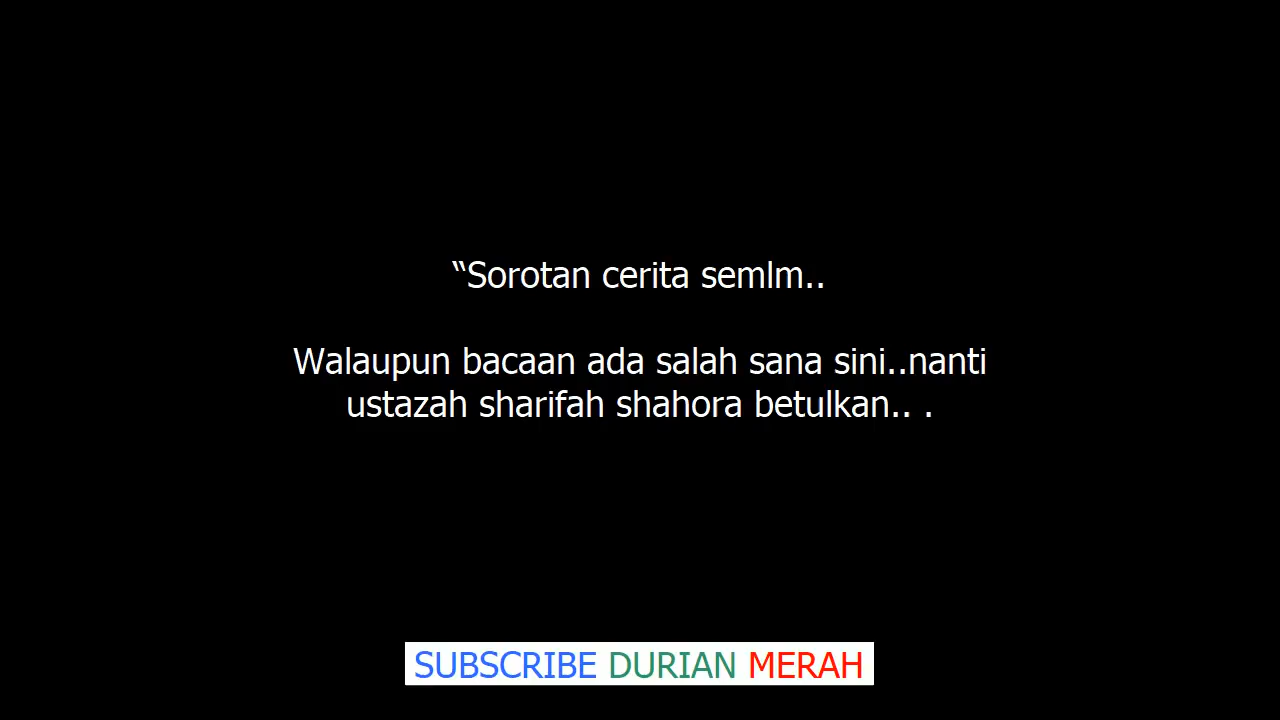 “Sorotan cerita semlm..
Walaupun bacaan ada salah sana sini..nanti
ustazah sharifah shahora betulkan.. .
SUBSCRIBE DURIAN MERAH